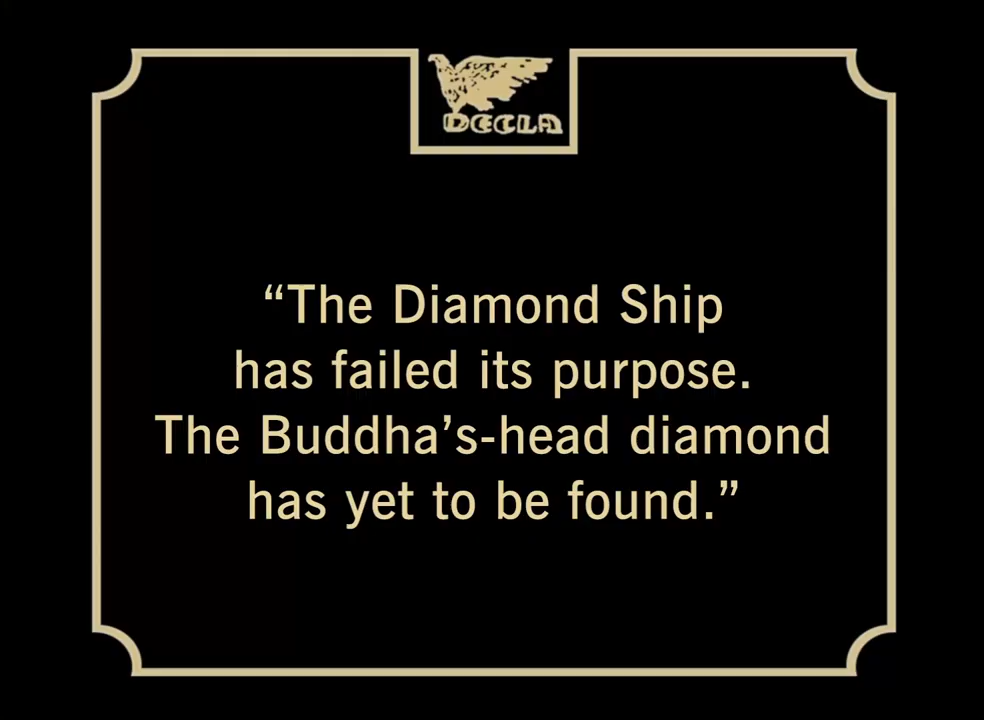 DECLA
“The Diamond Ship
has failed its purpose.
The Buddha’s-head diamond
has yet to be found.”